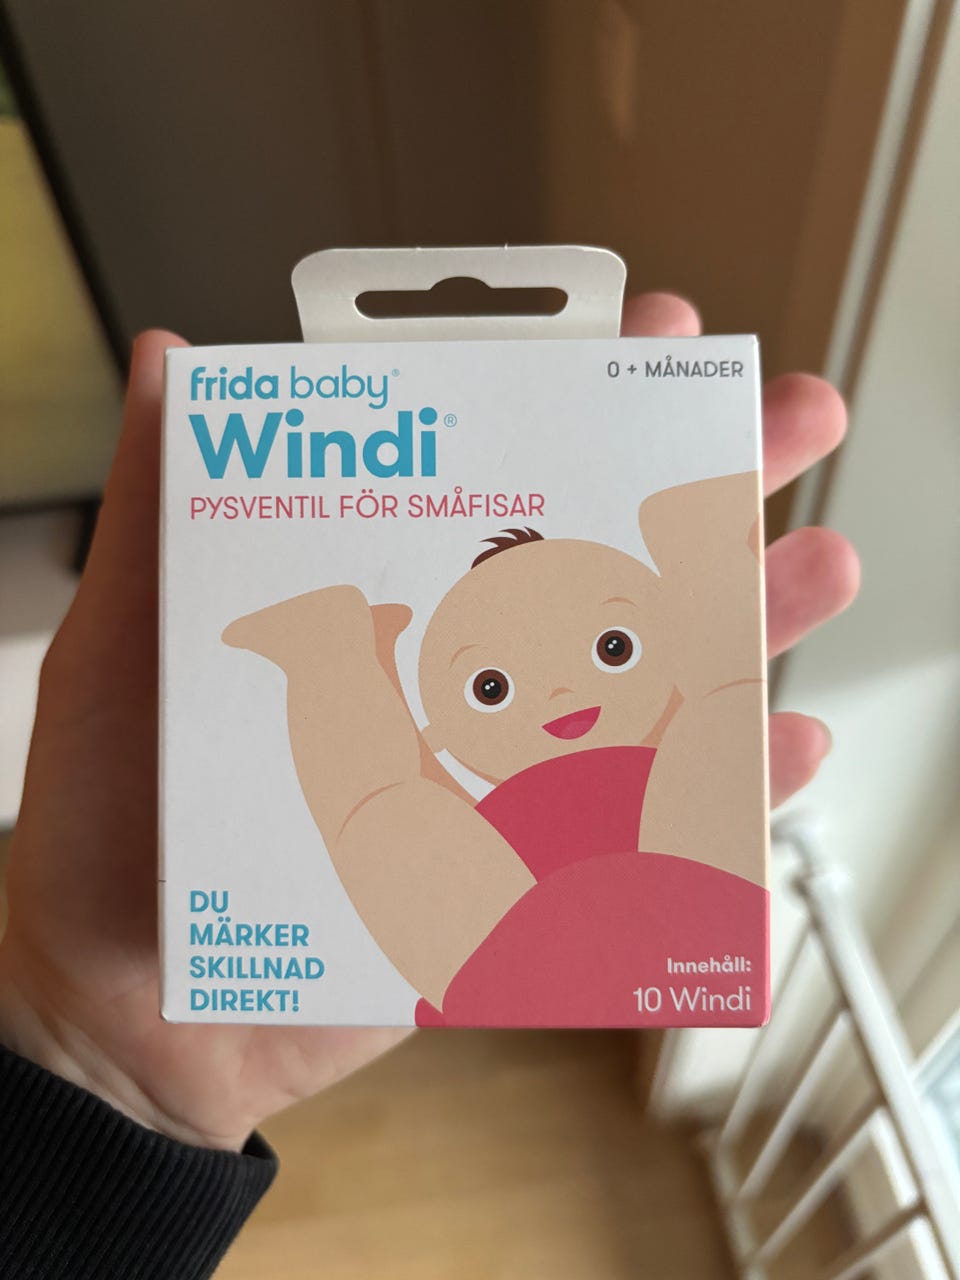 frida baby®
Windi®
PYSVENTIL FÖR SMÅFISAR
0 + MÅNADER
DU
MÄRKER
SKILLNAD
DIREKT!
Innehåll:
10 Windi